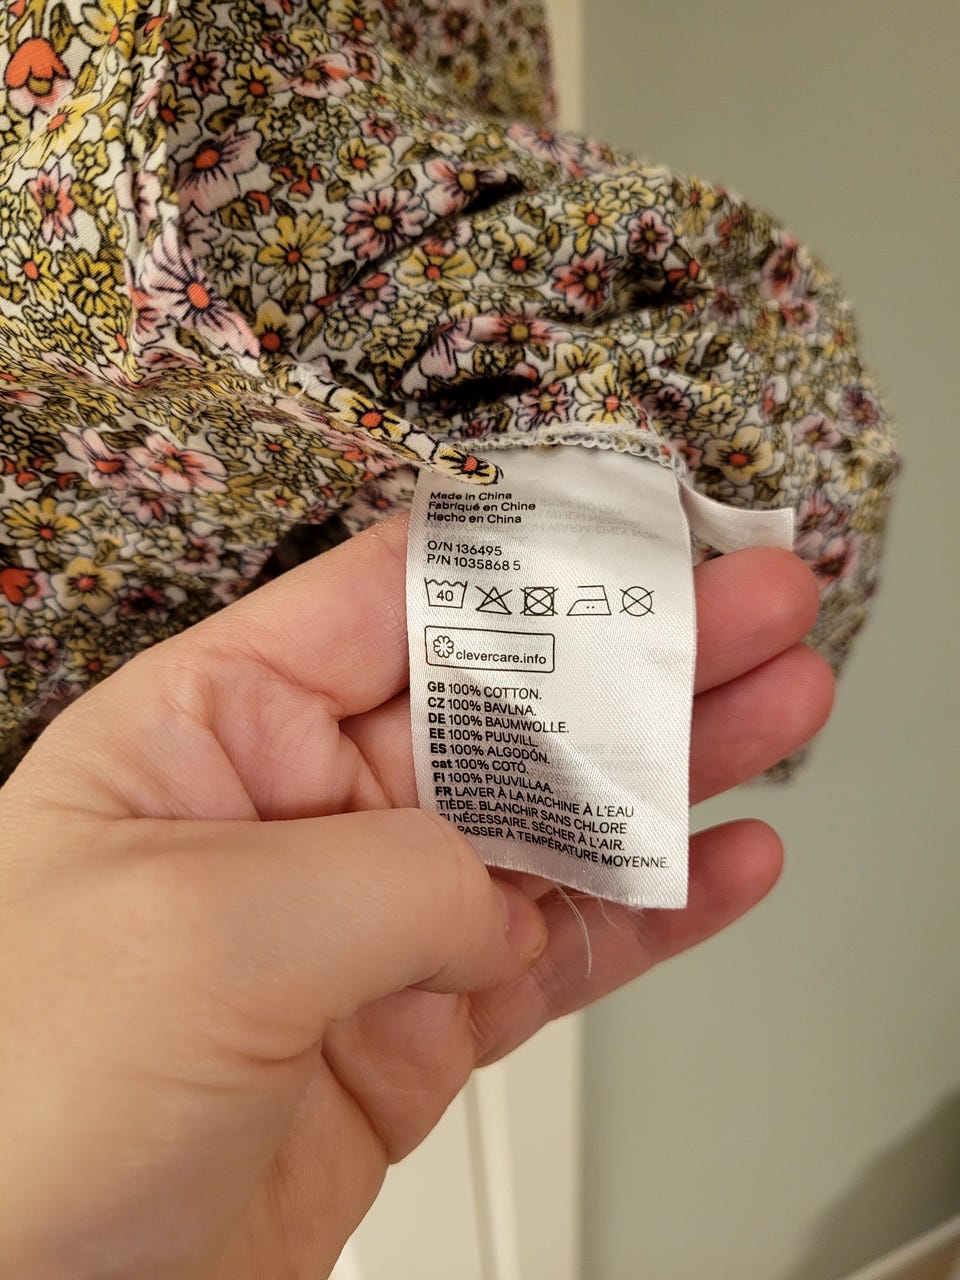 Made in China
Fabriqué en Chine
Hecho en China
O/N 136495
P/N 1035868 5
40
clevercare.info
GB 100% COTTON.
CZ 100% BAVLNA.
DE 100% BAUMWOLLE.
EE 100% PUUVILL.
ES 100% ALGODÓN.
cat 100% COTÓ.
FI 100% PUUVILLAA.
FR LAVER À LA MACHINE À L'EAU
TIÈDE. BLANCHIR SANS CHLORE
SI NÉCESSAIRE. SÉCHER À L'AIR.
PASSER À TEMPÉRATURE MOYENNE.